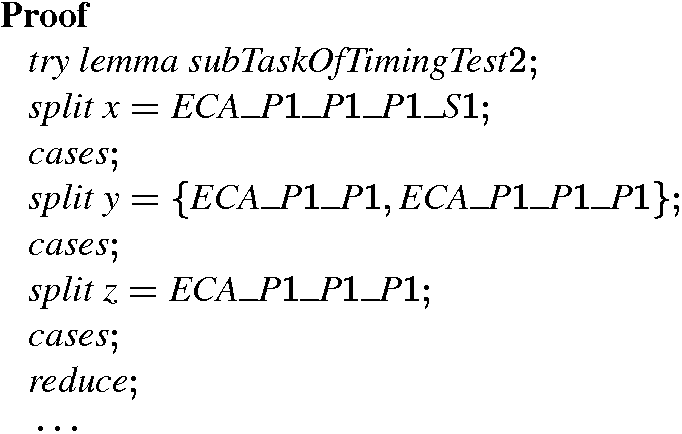 Proof
try lemma subTaskOfTimingTest2;
split x = ECA_P1_P1_P1_S1;
cases;
split y = {ECA_P1_P1, ECA_P1_P1_P1};
cases;
split z = ECA_P1_P1_P1;
cases;
reduce;
...